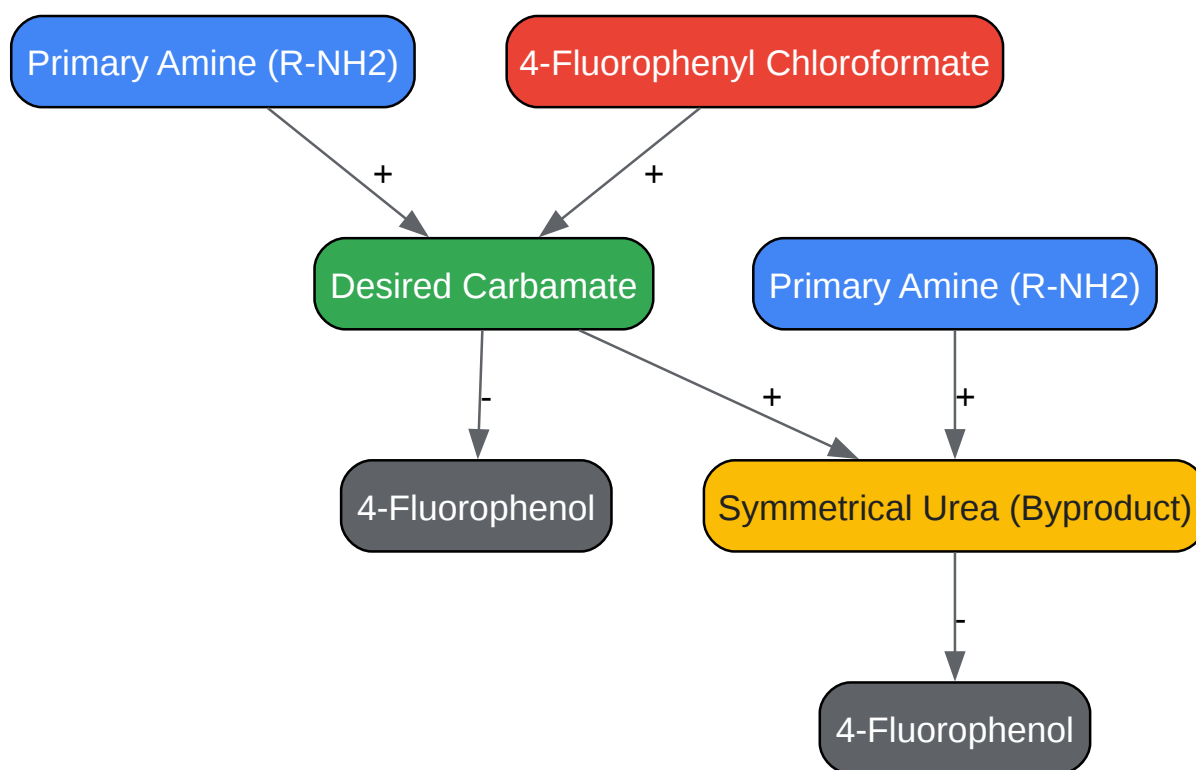 Primary Amine (R-NH2)
4-Fluorophenyl Chloroformate
+
+
Desired Carbamate
Primary Amine (R-NH2)
-
+
+
4-Fluorophenol
Symmetrical Urea (Byproduct)
-
4-Fluorophenol